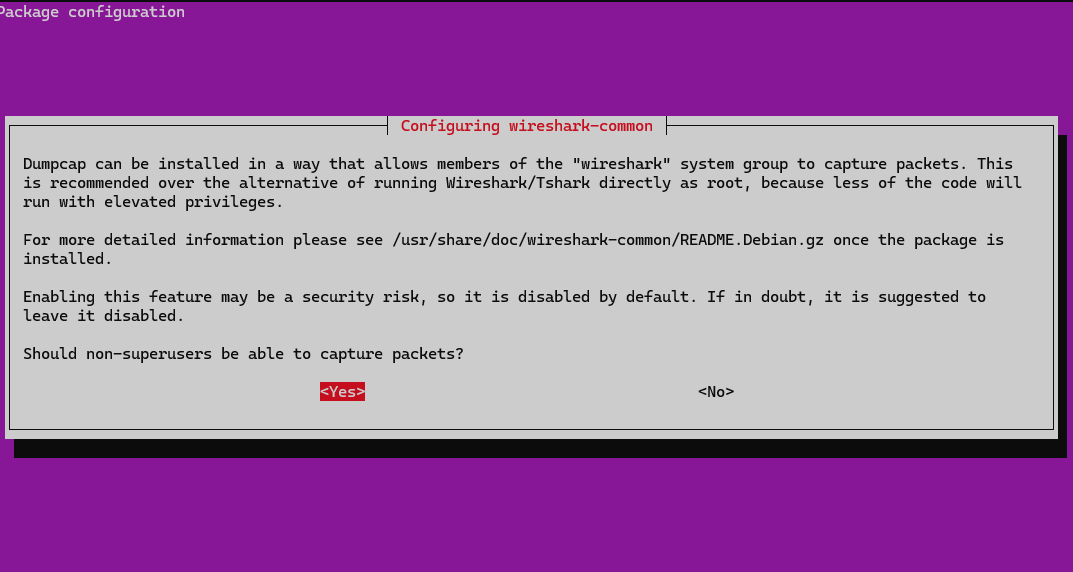 Package configuration
Configuring wireshark-common
Dumpcap can be installed in a way that allows members of the "wireshark" system group to capture packets. This
is recommended over the alternative of running Wireshark/Tshark directly as root, because less of the code will
run with elevated privileges.
For more detailed information please see /usr/share/doc/wireshark-common/README.Debian.gz once the package is
installed.
Enabling this feature may be a security risk, so it is disabled by default. If in doubt, it is suggested to
leave it disabled.
Should non-superusers be able to capture packets?
<Yes> <No>